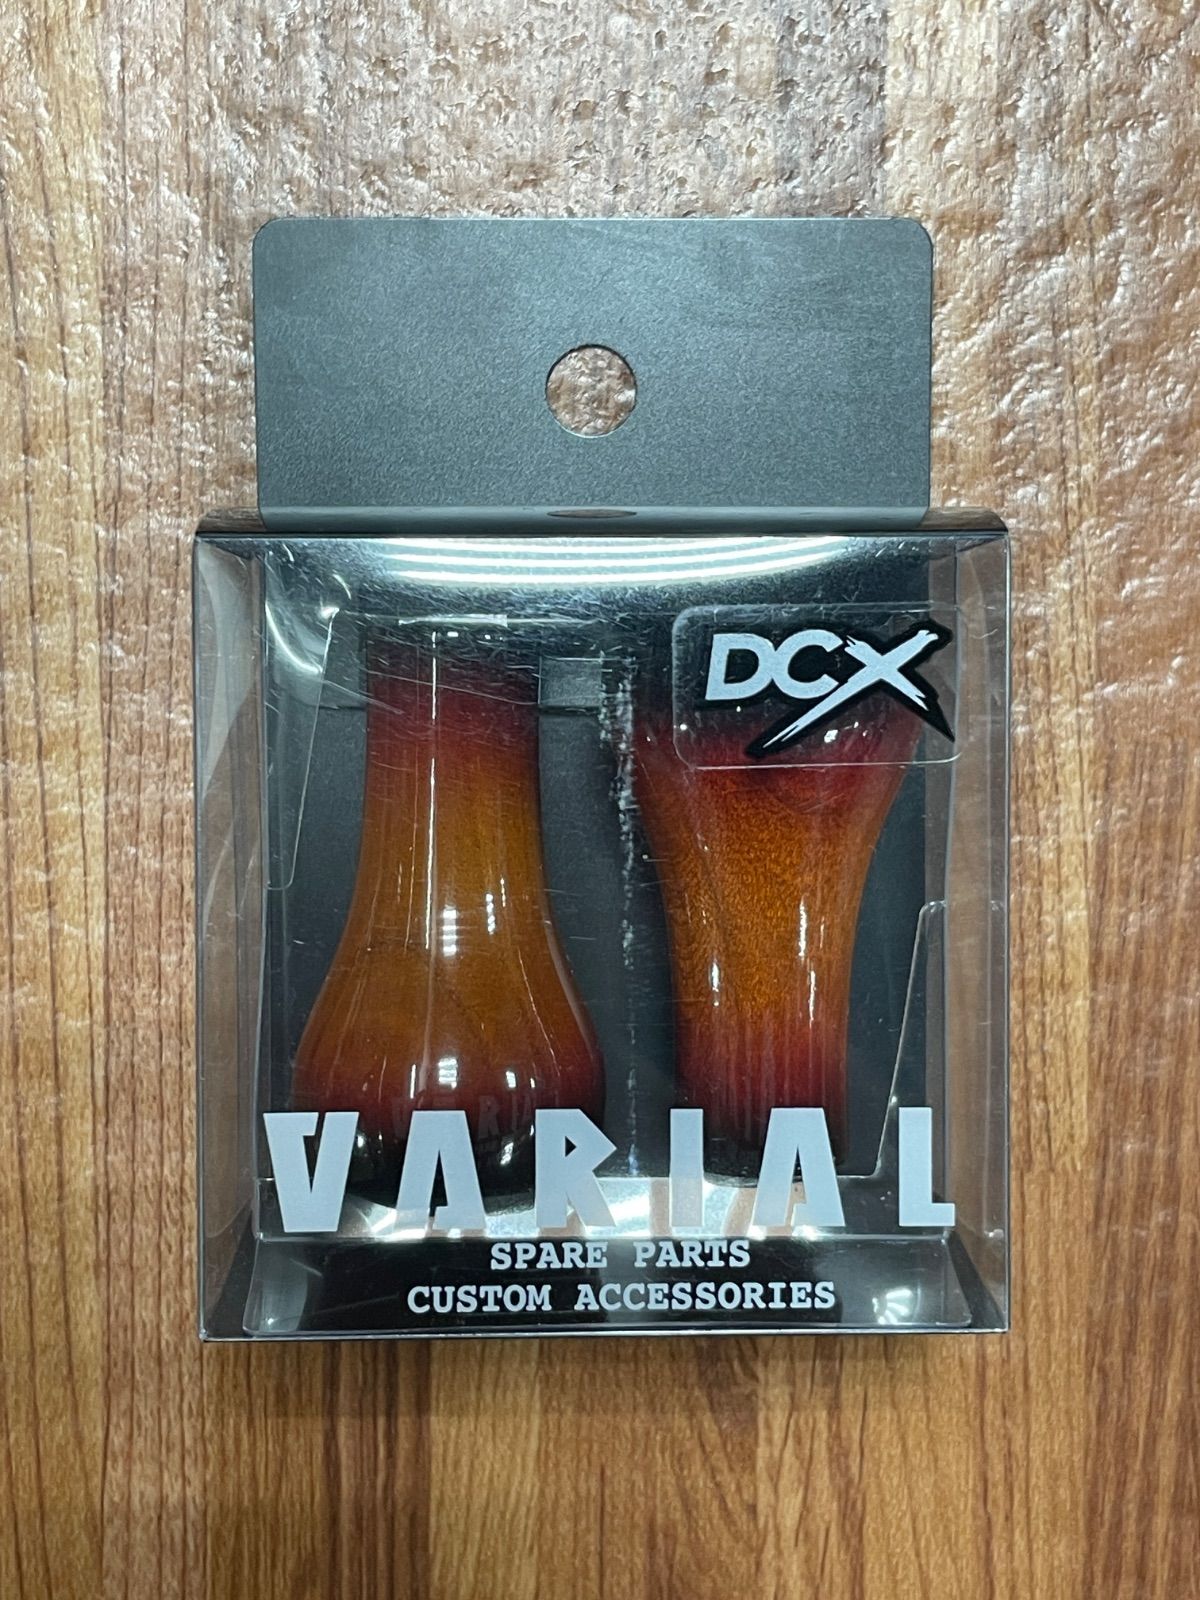 DCX
VARIAL
SPARE PARTS
CUSTOM ACCESSORIES